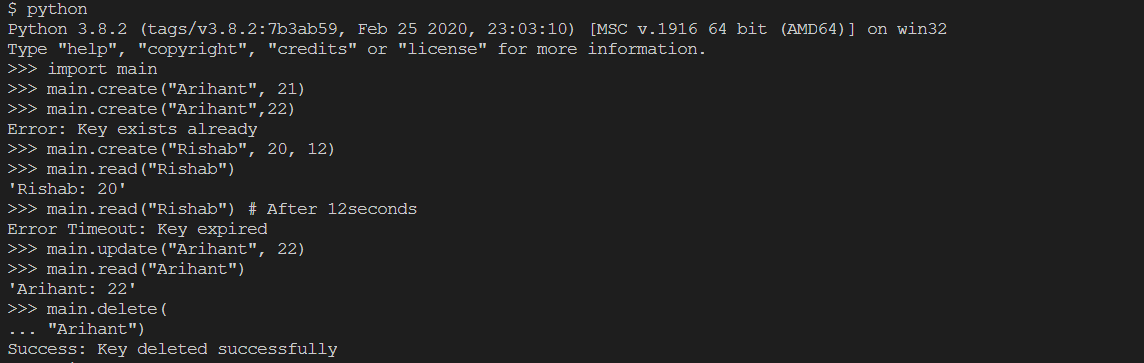 $ python
Python 3.8.2 (tags/v3.8.2:7b3ab59, Feb 25 2020, 23:03:10) [MSC v.1916 64 bit (AMD64)] on win32
Type "help", "copyright", "credits" or "license" for more information.
>>> import main
>>> main.create("Arihant", 21)
>>> main.create("Arihant",22)
Error: Key exists already
>>> main.create("Rishab", 20, 12)
>>> main.read("Rishab")
'Rishab: 20'
>>> main.read("Rishab") # After 12seconds
Error Timeout: Key expired
>>> main.update("Arihant", 22)
>>> main.read("Arihant")
'Arihant: 22'
>>> main.delete(
... "Arihant")
Success: Key deleted successfully